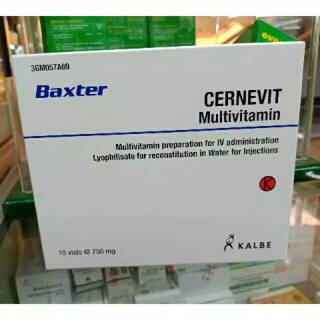 3GM057A69
Baxter
CERNEVIT
Multivitamin
Multivitamin preparation for IV administration
Lyophilisate for reconstitution in Water for Injections
K
10 vials @ 750 mg
KALBE